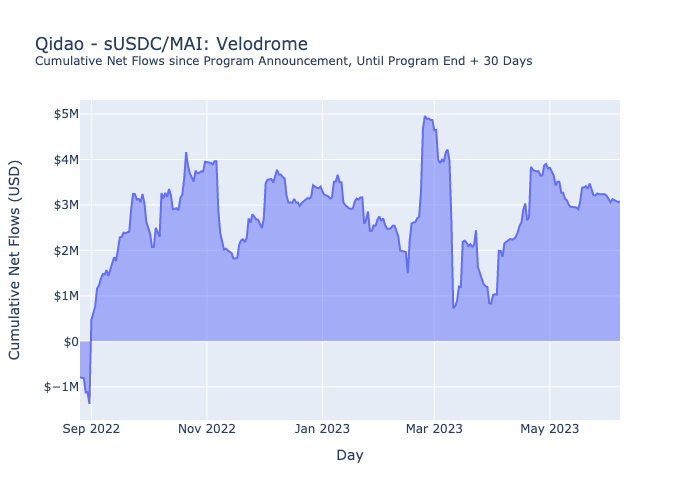 Qidao - sUSDC/MAI: Velodrome
Cumulative Net Flows since Program Announcement, Until Program End + 30 Days
Cumulative Net Flows (USD)
$5M
$4M
$3M
$2M
$1M
$0
$−1M
Sep 2022 Nov 2022 Jan 2023 Mar 2023 May 2023
Day